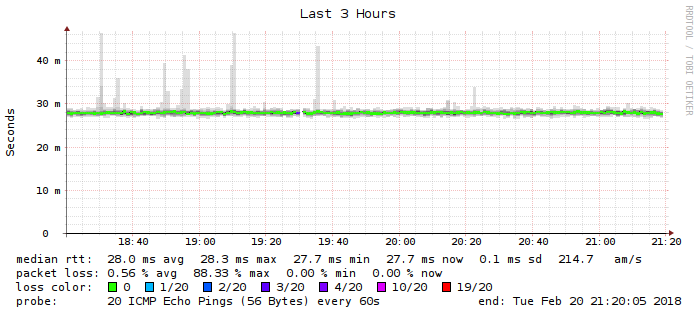 Last 3 Hours
RRDTOOL / TOBI OETIKER
Seconds
40 m
30 m
20 m
10 m
0
18:40 19:00 19:20 19:40 20:00 20:20 20:40 21:00 21:20
median rtt: 28.0 ms avg 28.3 ms max 27.7 ms min 27.7 ms now 0.1 ms sd 214.7 am/s
packet loss: 0.56 % avg 88.33 % max 0.00 % min 0.00 % now
loss color: 0 1/20 2/20 3/20 4/20 10/20 19/20
probe: 20 ICMP Echo Pings (56 Bytes) every 60s end: Tue Feb 20 21:20:05 2018